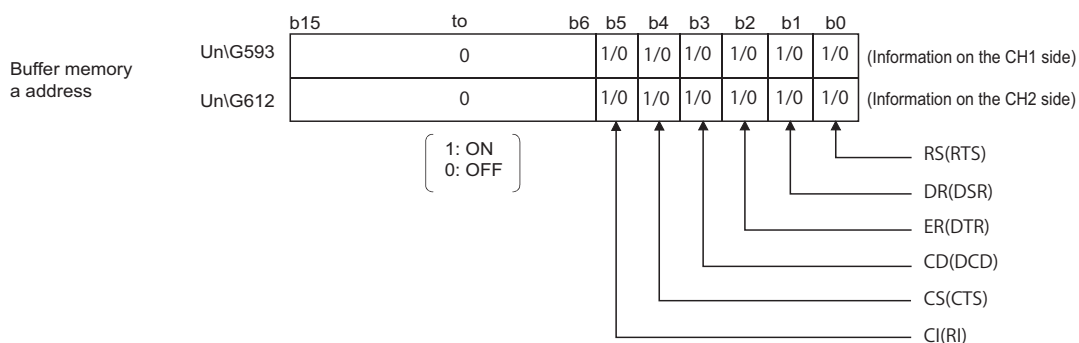 b15 to b6 b5 b4 b3 b2 b1 b0
Buffer memory
a address
Un\G593 0 1/0 1/0 1/0 1/0 1/0 1/0 (Information on the CH1 side)
Un\G612 0 1/0 1/0 1/0 1/0 1/0 1/0 (Information on the CH2 side)
1: ON
0: OFF
RS(RTS)
DR(DSR)
ER(DTR)
CD(DCD)
CS(CTS)
CI(RI)